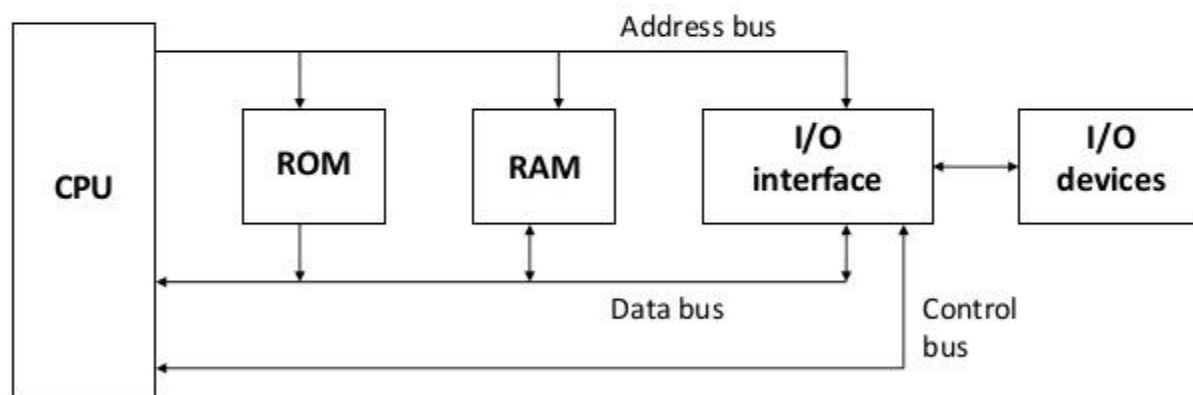 Address bus
CPU
ROM
RAM
I/O
interface
I/O
devices
Data bus
Control
bus